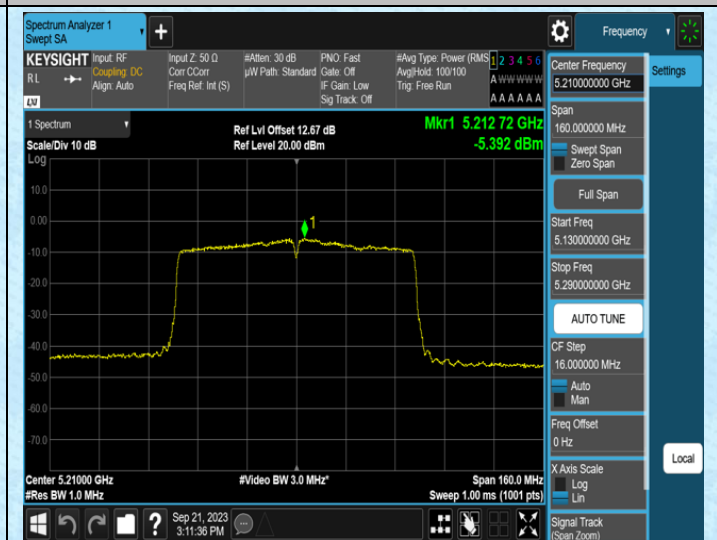 Spectrum Analyzer 1
Swept SA
+
Frequency
KEYSIGHT
Input: RF
Coupling: DC
Align: Auto
RL
LXI
Input Z: 50 Ω
Corr CCorr
Freq Ref: Int (S)
#Atten: 30 dB
µW Path: Standard
PNO: Fast
Gate: Off
IF Gain: Low
Sig Track: Off
#Avg Type: Power (RMS
Avg|Hold: 100/100
Trig: Free Run
1 2 3 4 5 6
A W W W W W
A A A A A A
1 Spectrum
Scale/Div 10 dB
Ref Lvl Offset 12.67 dB
Ref Level 20.00 dBm
Mkr1 5.212 72 GHz
-5.392 dBm
Log
10.0
0.00
-10.0
-20.0
-30.0
-40.0
-50.0
-60.0
-70.0
1
Center 5.21000 GHz
#Res BW 1.0 MHz
#Video BW 3.0 MHz*
Span 160.0 MHz
Sweep 1.00 ms (1001 pts)
Center Frequency
5.210000000 GHz
Span
160.000000 MHz
Swept Span
Zero Span
Full Span
Start Freq
5.130000000 GHz
Stop Freq
5.290000000 GHz
AUTO TUNE
CF Step
16.000000 MHz
Auto
Man
Freq Offset
0 Hz
X Axis Scale
Log
Lin
Signal Track
(Span Zoom)
Settings
Local
?
Sep 21, 2023
3:11:36 PM